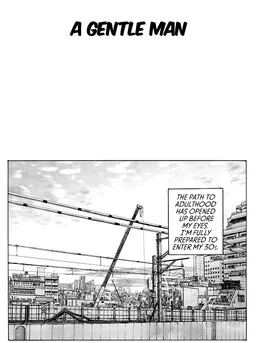 A GENTLE MAN
THE PATH TO
ADULTHOOD
HAS OPENED
UP BEFORE
MY EYES.
I'M FULLY
PREPARED TO
ENTER MY 30s.